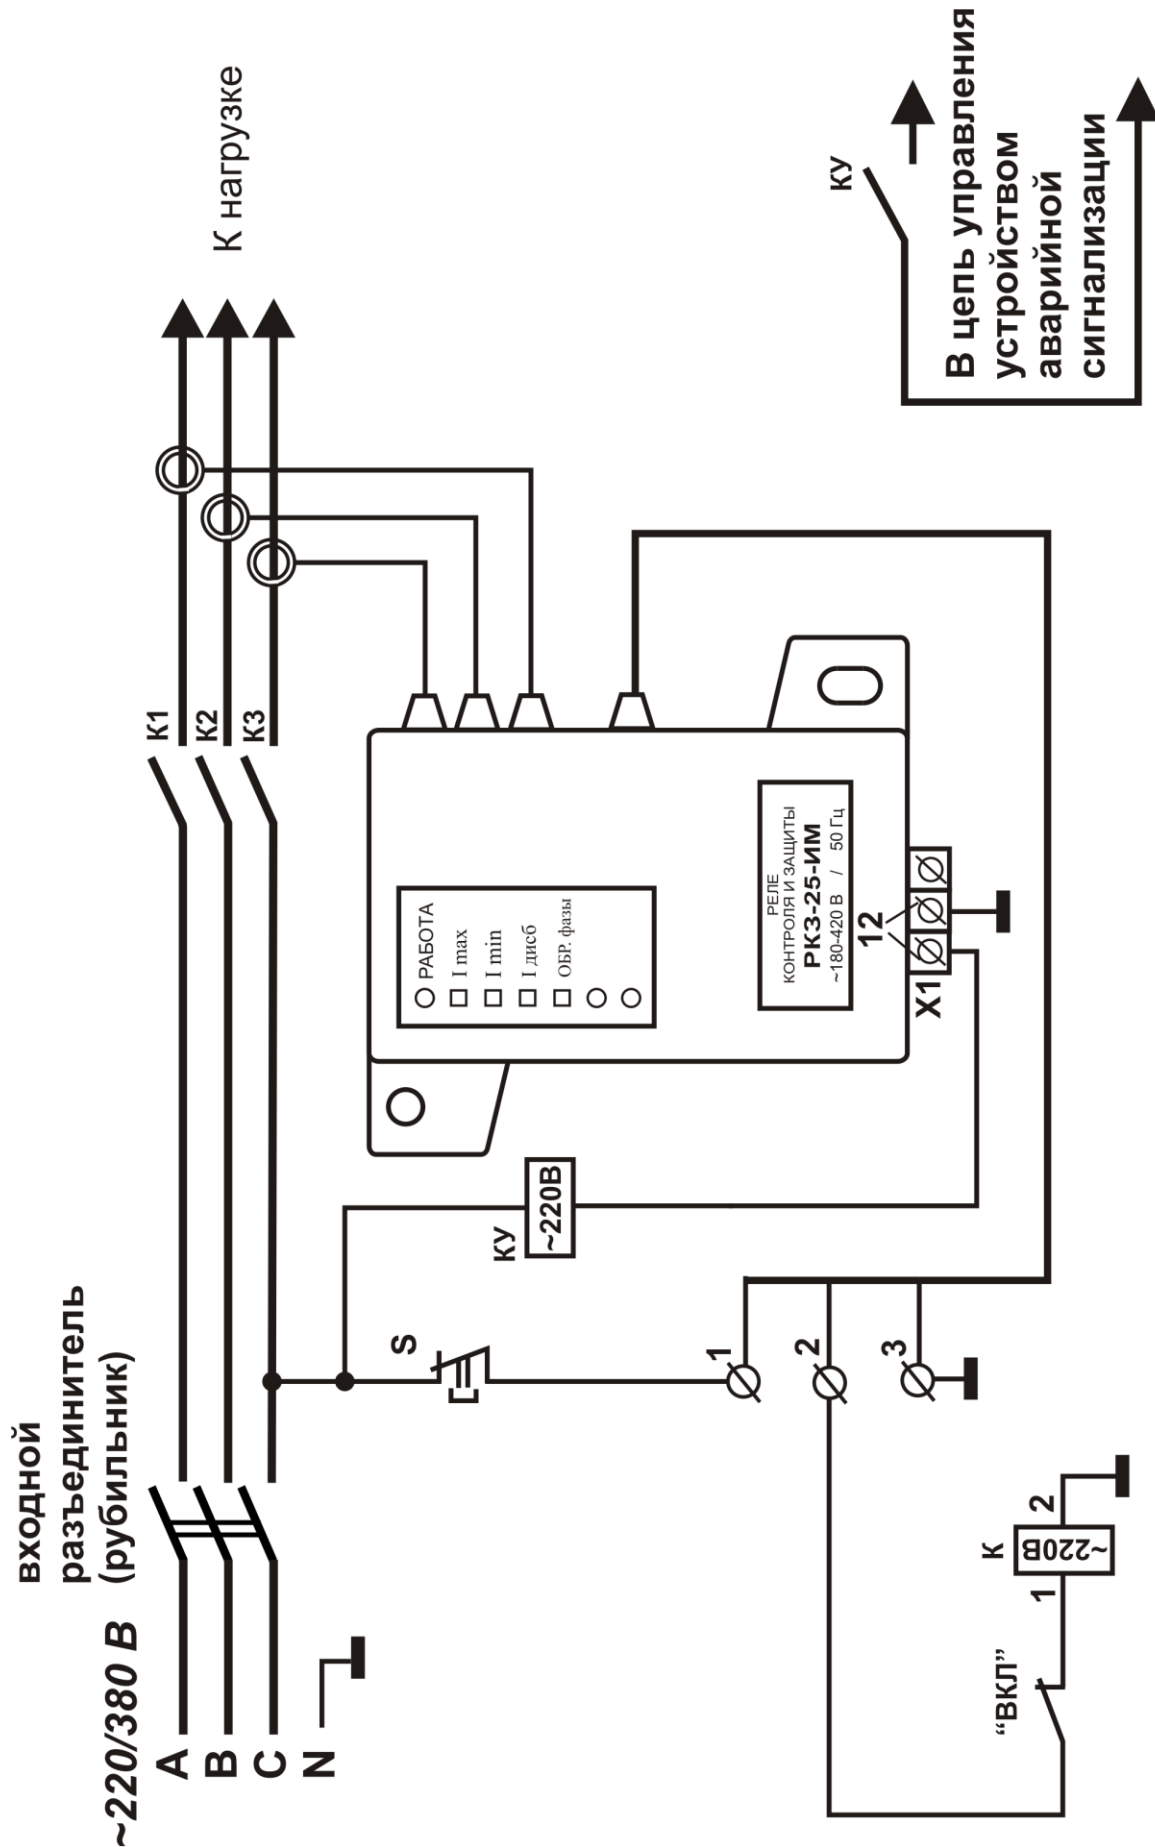 входной
разъединитель
(рубильник)
~220/380 В
A
B
C
N
К1
К2
К3
К нагрузке
S
КУ
~220В
РАБОТА
I max
I min
I дисб
ОБР. фазы
РЕЛЕ
КОНТРОЛЯ И ЗАЩИТЫ
РКЗ-25-ИМ
~180-420 В / 50 Гц
12
X1
1
2
3
"ВКЛ"
1
К
~220В
2
КУ
В цепь управления
устройством
аварийной
сигнализации